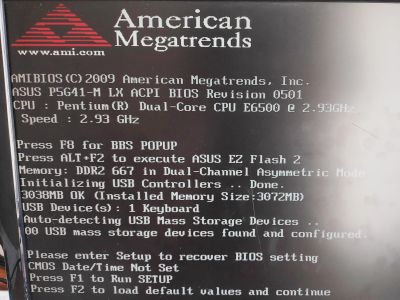 American
Megatrends
www.ami.com
AMIBIOS(C)2009 American Megatrends, Inc.
ASUS P5G41-M LX ACPI BIOS Revision 0501
CPU : Pentium(R) Dual-Core CPU E6500 @ 2.93GHz
Speed : 2.93 GHz
Press F8 for BBS POPUP
Press ALT+F2 to execute ASUS EZ Flash 2
Memory: DDR2 667 in Dual-Channel Asymmetric Mode
Initializing USB Controllers .. Done.
3038MB OK (Installed Memory Size:3072MB)
USB Device(s): 1 Keyboard
Auto-detecting USB Mass Storage Devices ..
00 USB mass storage devices found and configured.
Please enter Setup to recover BIOS setting
CMOS Date/Time Not Set
Press F1 to Run SETUP
Press F2 to load default values and continue